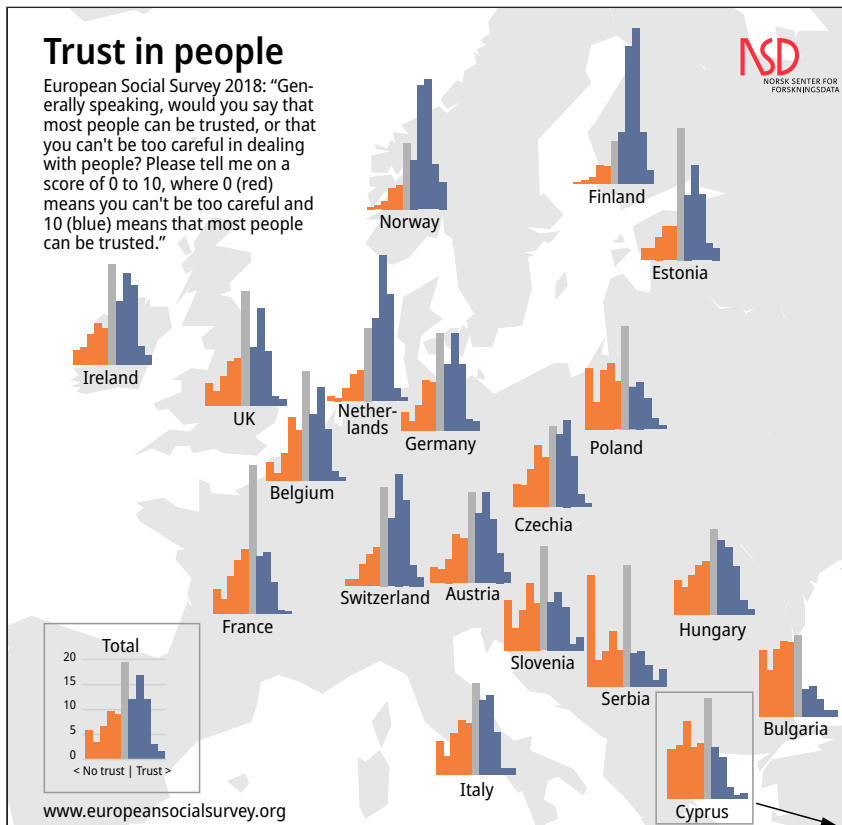 Trust in people
European Social Survey 2018: “Gen-
erally speaking, would you say that
most people can be trusted, or that
you can't be too careful in dealing
with people? Please tell me on a
score of 0 to 10, where 0 (red)
means you can't be too careful and
10 (blue) means that most people
can be trusted.”
NSD
NORSK SENTER FOR
FORSKNINGSDATA
Norway
Finland
Estonia
Ireland
UK
Nether-
lands
Germany
Poland
Belgium
Czechia
France
Switzerland
Austria
Slovenia
Hungary
Serbia
Bulgaria
Italy
Cyprus
Total
20
15
10
5
0
< No trust | Trust >
www.europeansocialsurvey.org